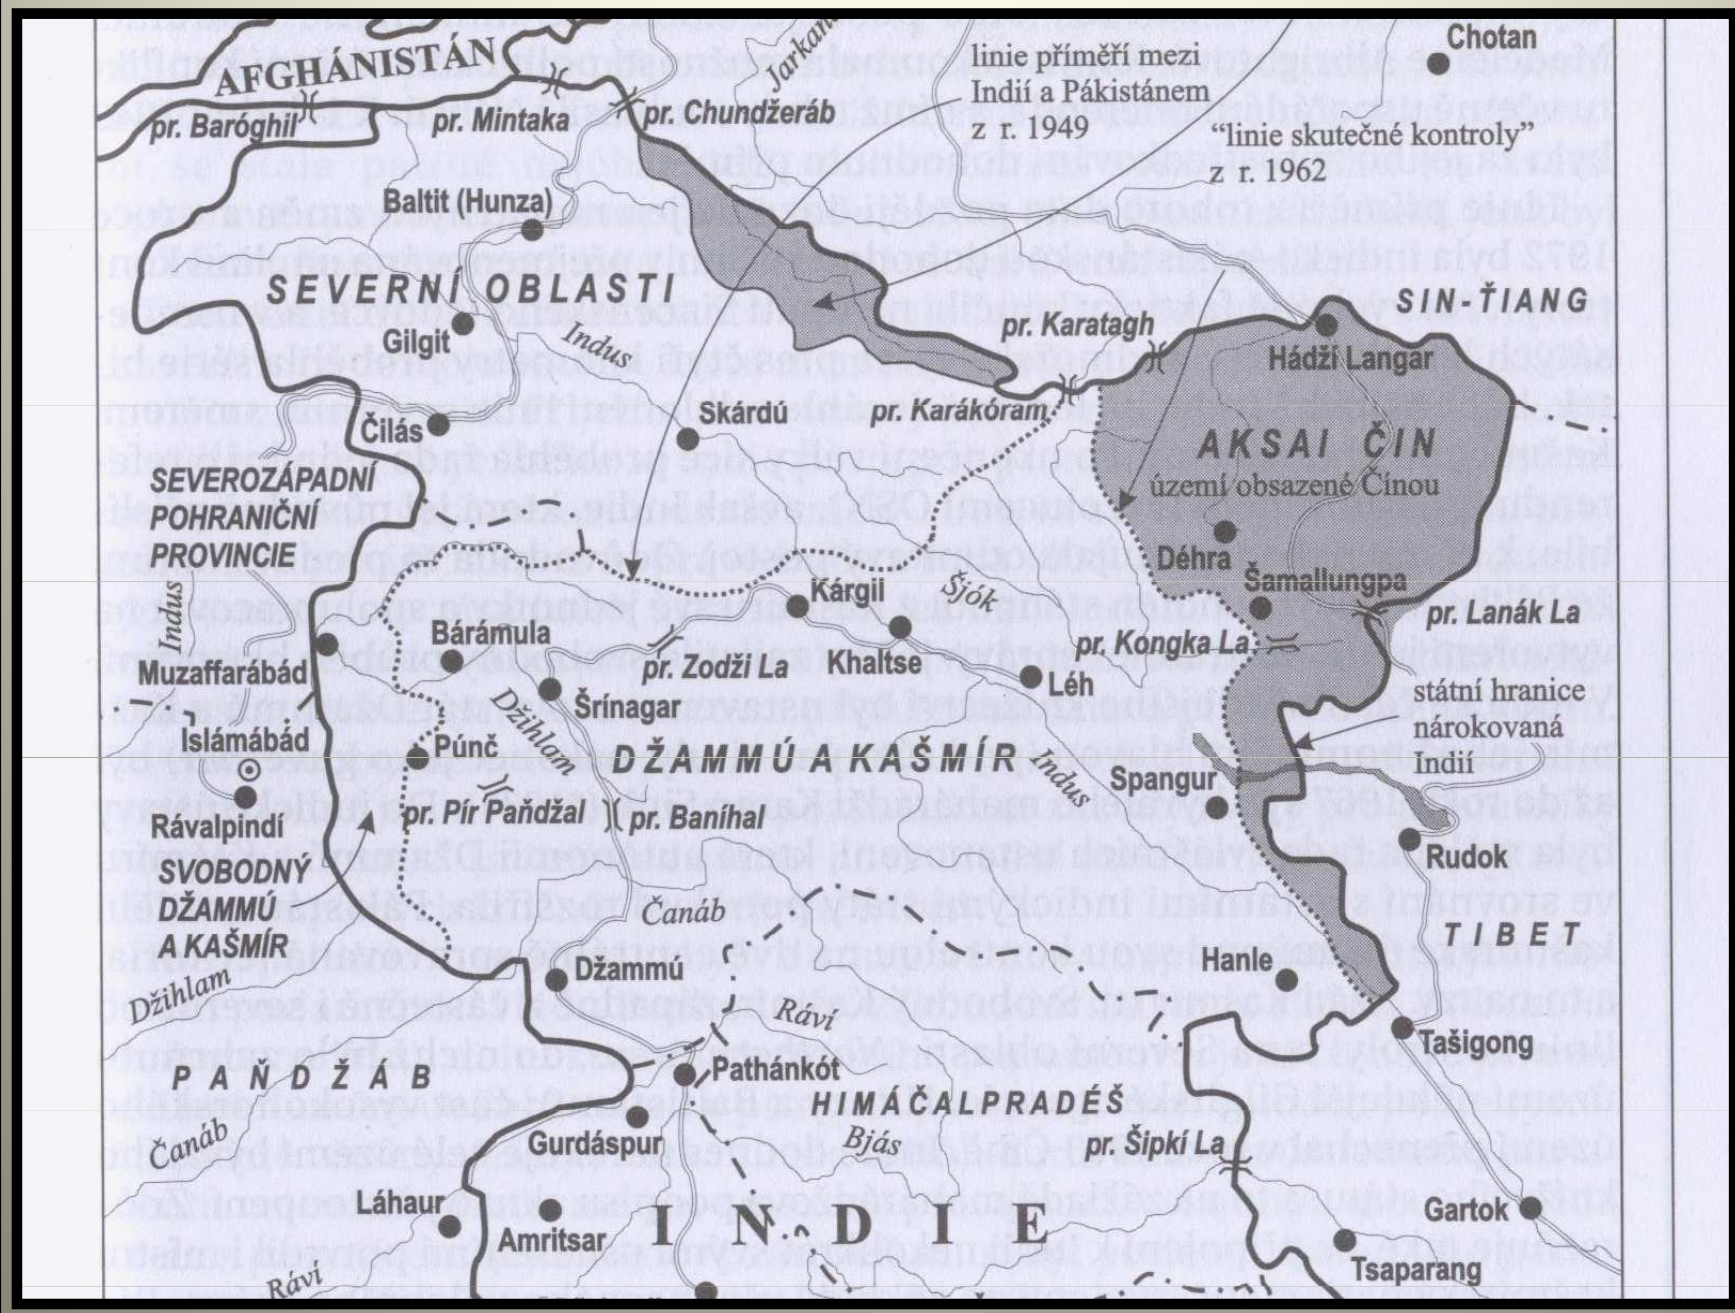 Chotan
Jarkand
AFGHÁNISTÁN
linie příměří mezi
Indií a Pákistánem
z r. 1949
pr. Baróghil
pr. Mintaka
pr. Chundžeráb
“linie skutečné kontroly”
z r. 1962
Baltit (Hunza)
SEVERNÍ OBLASTI
SIN-ŤIANG
Gilgit
Indus
pr. Karatagh
Hádží Langar
Čilás
Skárdú
pr. Karákóram
AKSAI ČIN
území obsazené Čínou
SEVEROZÁPADNÍ
POHRANIČNÍ
PROVINCIE
Indus
Déhra
Šamallungpa
Kárgil
Šjók
pr. Lanák La
Bárámula
pr. Zodži La
Khaltse
pr. Kongka La
Muzaffarábád
Léh
Šrínagar
Džihlam
státní hranice
nárokovaná
Indií
Islámábád
Púnč
DŽAMMÚ A KAŠMÍR
Indus
Spangur
pr. Pír Paňdžal
pr. Banihal
Rávalpindí
Rudok
SVOBODNÝ
DŽAMMÚ
A KAŠMÍR
Čanáb
TIBET
Džammú
Hanle
Džihlam
Ráví
Tašigong
PAŇDŽAB
Pathánkót
HIMAČALPRADÉŠ
Čanáb
Gurdáspur
Bjás
pr. Šipkí La
Láhaur
Amritsar
INDIE
Gartok
Tsaparang
Ráví